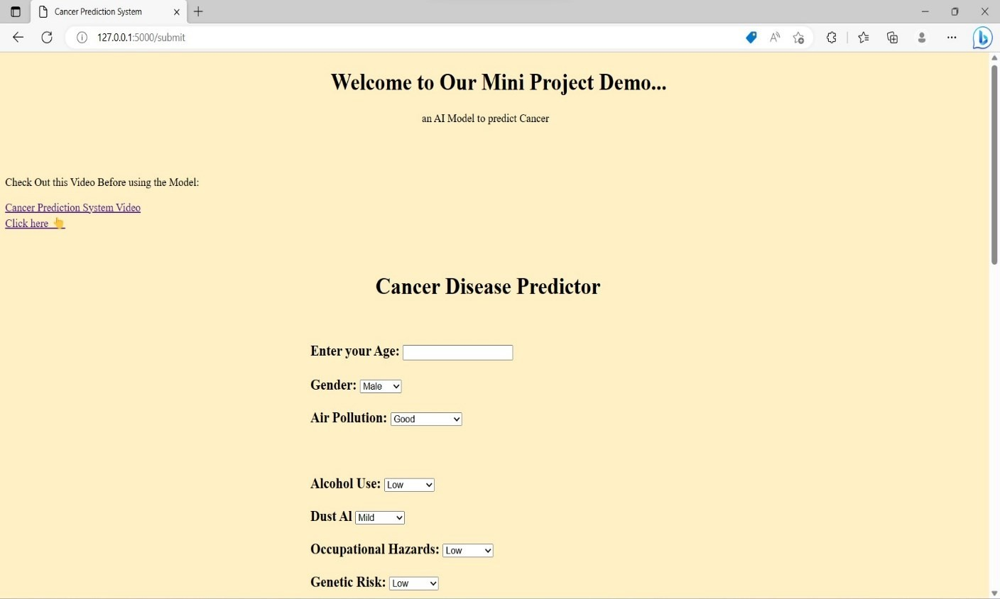 Cancer Prediction System
127.0.0.1:5000/submit
Welcome to Our Mini Project Demo...
an AI Model to predict Cancer
Check Out this Video Before using the Model:
Cancer Prediction System Video
Click here 👆
Cancer Disease Predictor
Enter your Age:
Gender: Male
Air Pollution: Good
Alcohol Use: Low
Dust Al Mild
Occupational Hazards: Low
Genetic Risk: Low